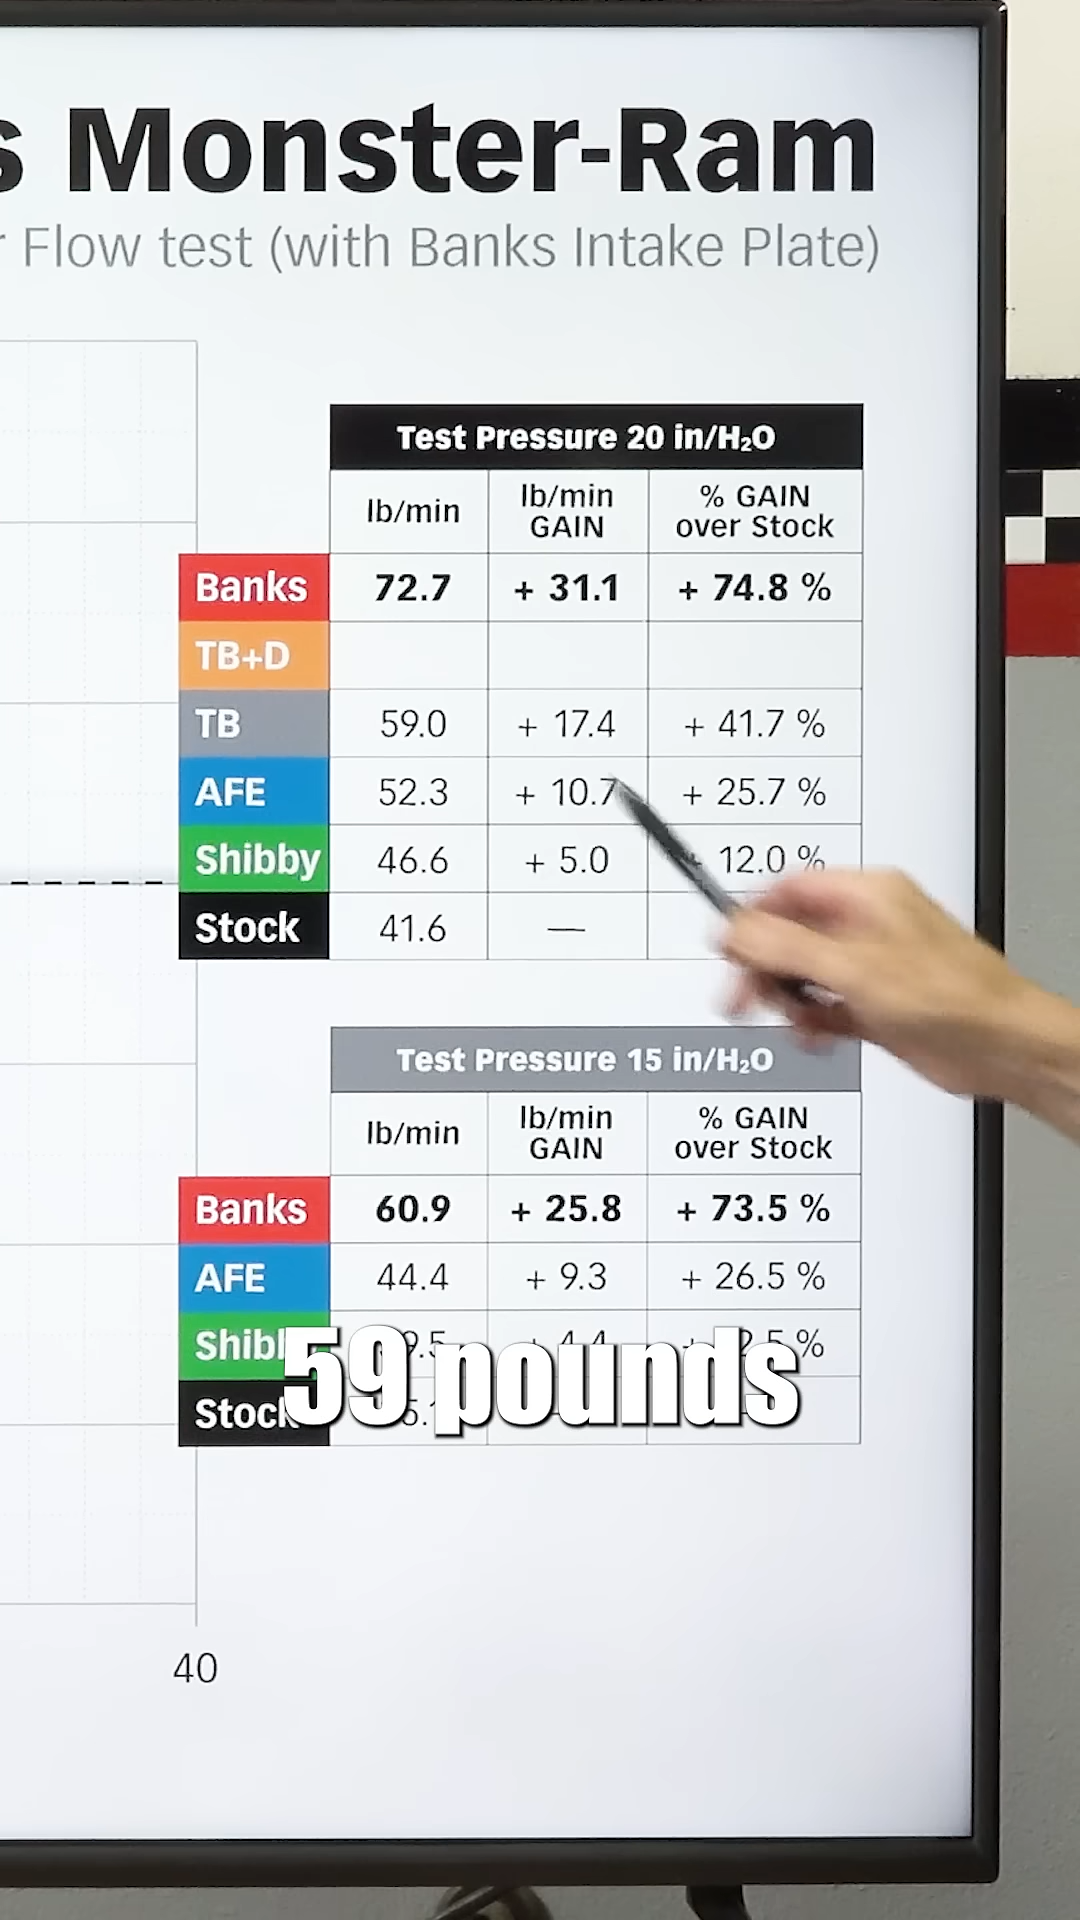 s Monster-Ram
r Flow test (with Banks Intake Plate)
Test Pressure 20 in/H₂O
lb/min lb/min GAIN % GAIN over Stock
Banks 72.7 + 31.1 + 74.8 %
TB+D
TB 59.0 + 17.4 + 41.7 %
AFE 52.3 + 10.7 + 25.7 %
Shibby 46.6 + 5.0 12.0 %
Stock 41.6 —
Test Pressure 15 in/H₂O
lb/min lb/min GAIN % GAIN over Stock
Banks 60.9 + 25.8 + 73.5 %
AFE 44.4 + 9.3 + 26.5 %
59 pounds
Stock
40